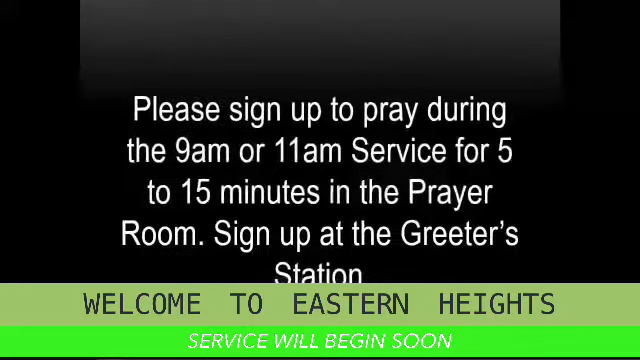 Please sign up to pray during
the 9am or 11am Service for 5
to 15 minutes in the Prayer
Room. Sign up at the Greeter's
Station
WELCOME TO EASTERN HEIGHTS
SERVICE WILL BEGIN SOON